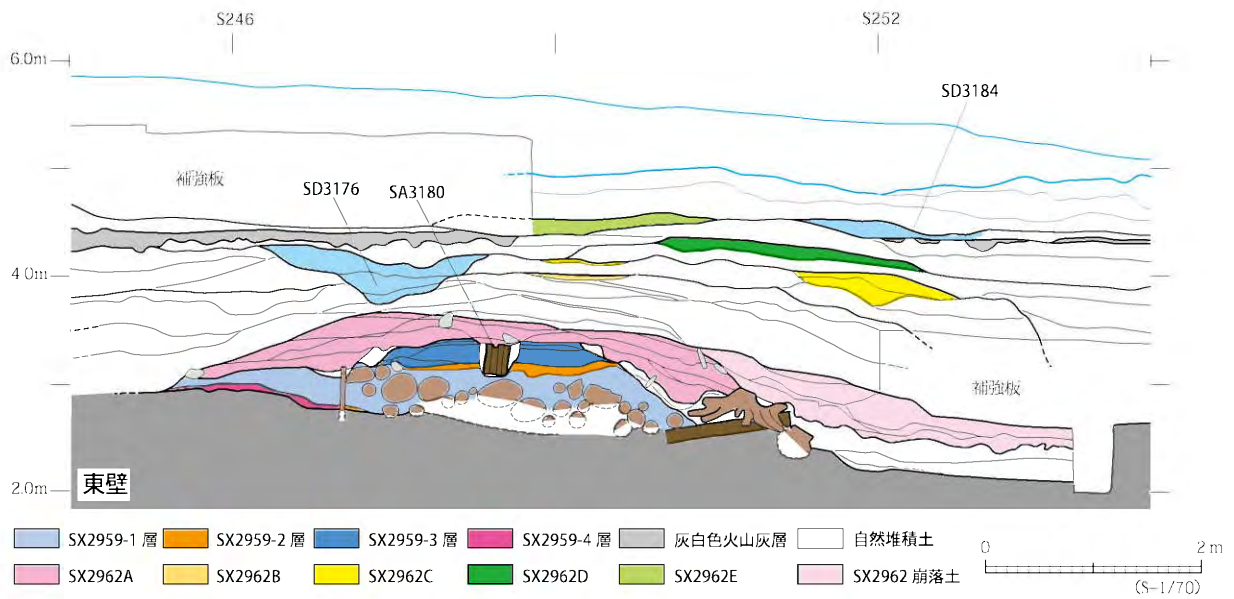 S246
S252
6.0m
SD3184
補強板
SD3176
SA3180
4.0m
補強板
2.0m
東壁
SX2959-1 層
SX2959-2 層
SX2959-3 層
SX2959-4 層
灰白色火山灰層
自然堆積土
SX2962A
SX2962B
SX2962C
SX2962D
SX2962E
SX2962 崩落土
0
2 m
(S=1/70)